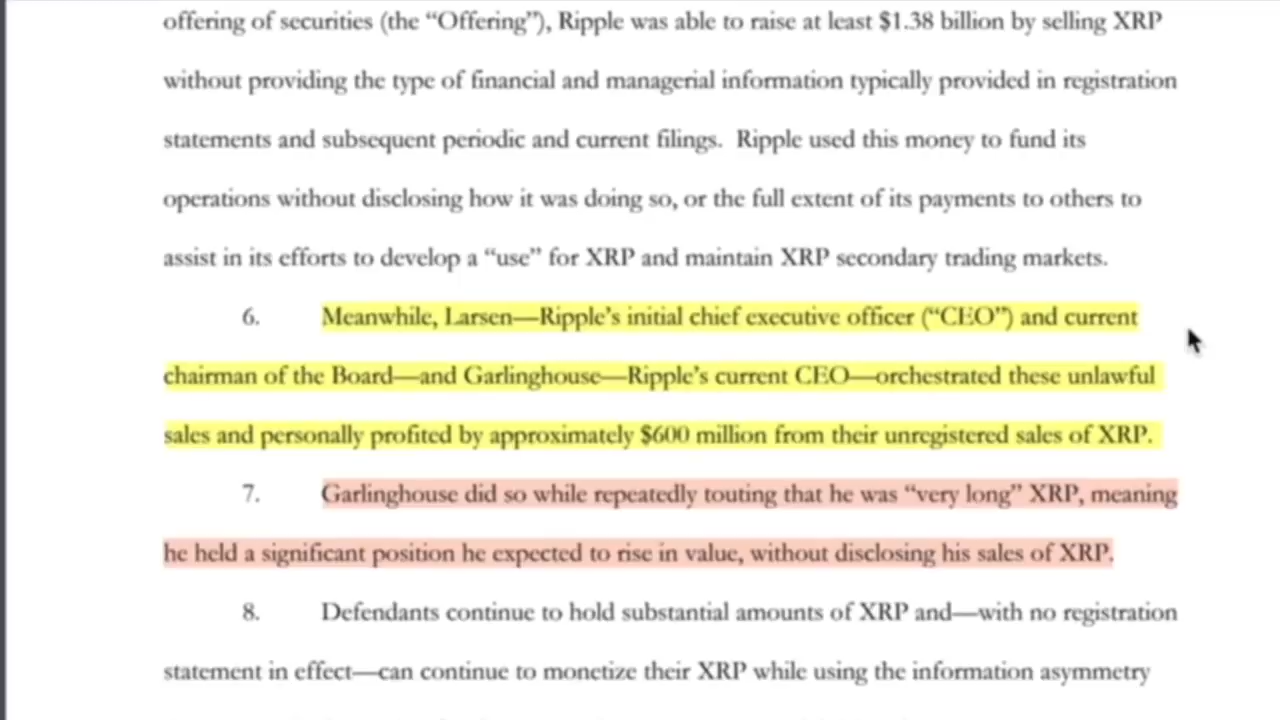 offering of securities (the “Offering”), Ripple was able to raise at least $1.38 billion by selling XRP
without providing the type of financial and managerial information typically provided in registration
statements and subsequent periodic and current filings.  Ripple used this money to fund its
operations without disclosing how it was doing so, or the full extent of its payments to others to
assist in its efforts to develop a “use” for XRP and maintain XRP secondary trading markets.
6. Meanwhile, Larsen—Ripple’s initial chief executive officer (“CEO”) and current
chairman of the Board—and Garlinghouse—Ripple’s current CEO—orchestrated these unlawful
sales and personally profited by approximately $600 million from their unregistered sales of XRP.
7. Garlinghouse did so while repeatedly touting that he was “very long” XRP, meaning
he held a significant position he expected to rise in value, without disclosing his sales of XRP.
8. Defendants continue to hold substantial amounts of XRP and—with no registration
statement in effect—can continue to monetize their XRP while using the information asymmetry